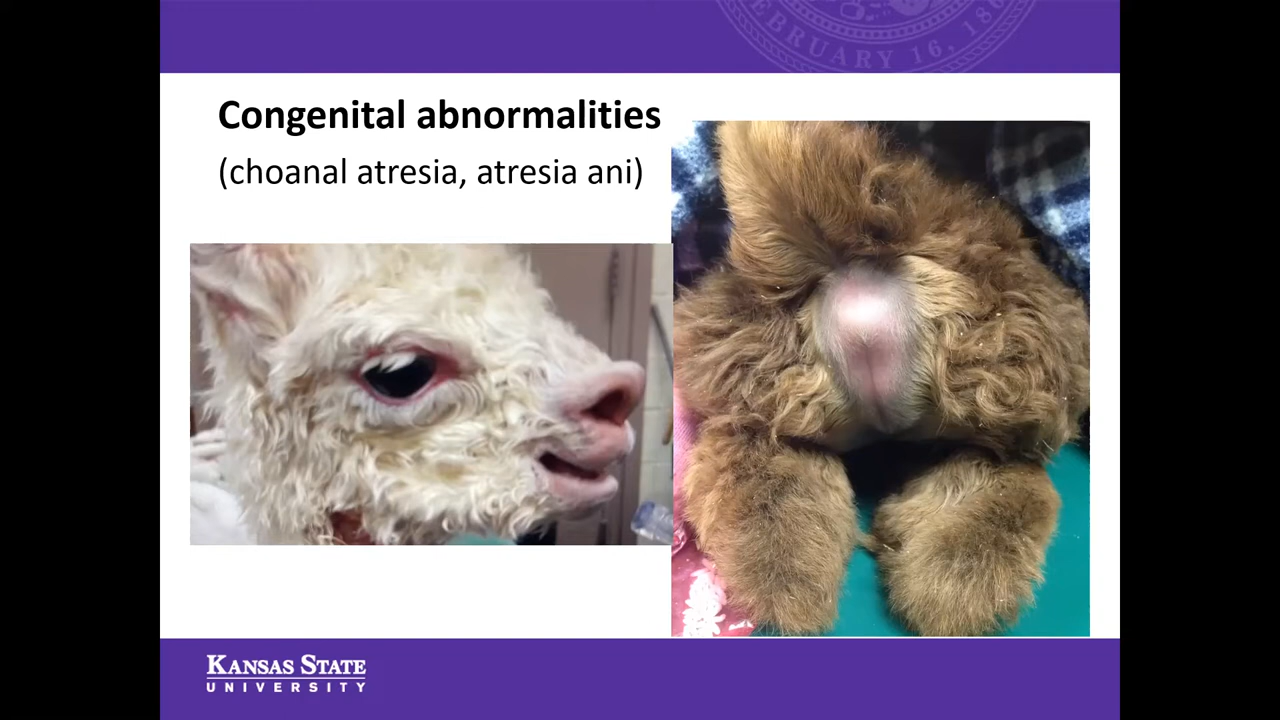 Congenital abnormalities
(choanal atresia, atresia ani)
KANSAS STATE
UNIVERSITY